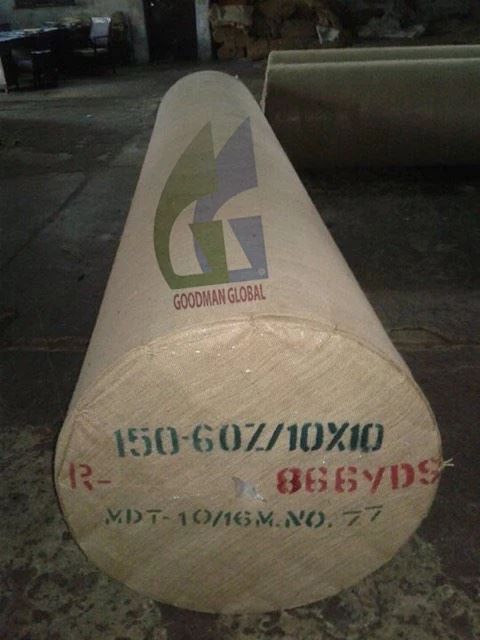 GOODMAN GLOBAL
150-60Z/10X10
R- 866YDS
MDT-10/16M.NO.77